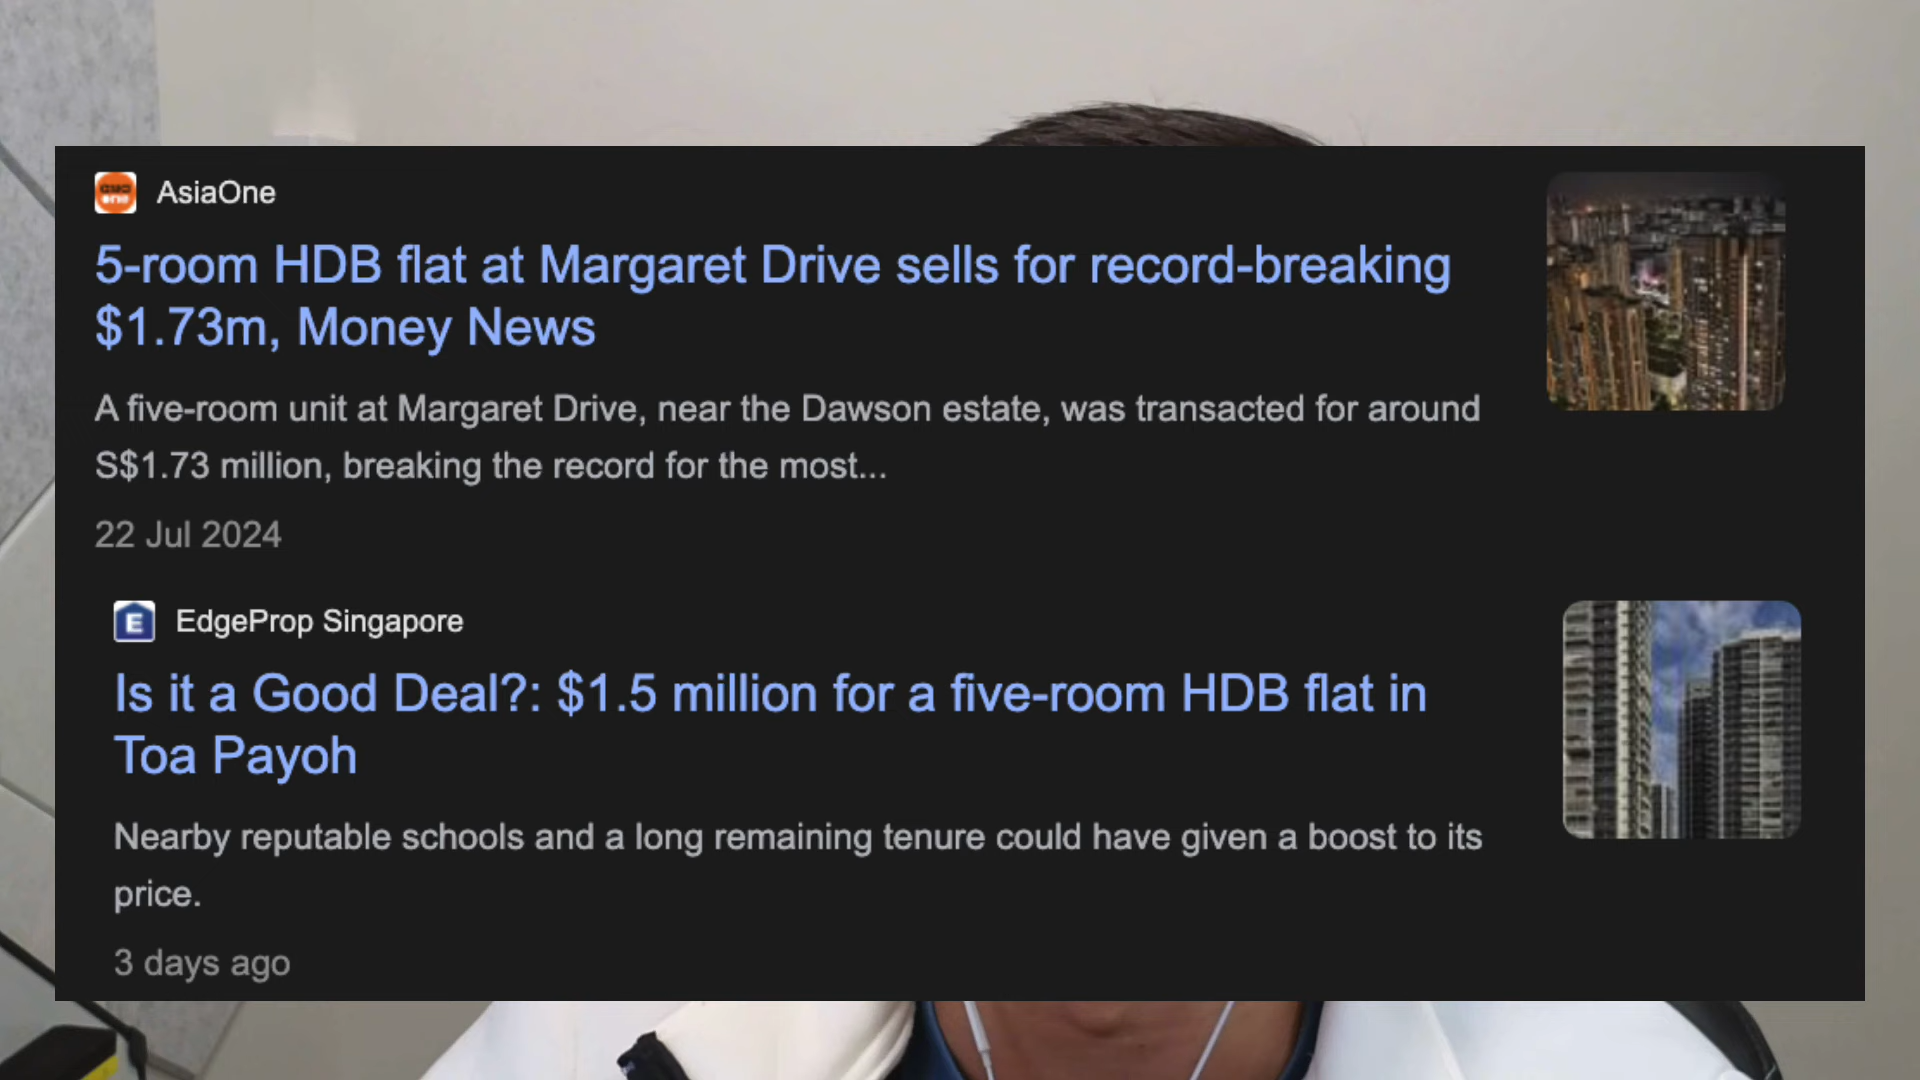 AsiaOne
5-room HDB flat at Margaret Drive sells for record-breaking
$1.73m, Money News
A five-room unit at Margaret Drive, near the Dawson estate, was transacted for around
S$1.73 million, breaking the record for the most...
22 Jul 2024
E
EdgeProp Singapore
Is it a Good Deal?: $1.5 million for a five-room HDB flat in
Toa Payoh
Nearby reputable schools and a long remaining tenure could have given a boost to its
price.
3 days ago